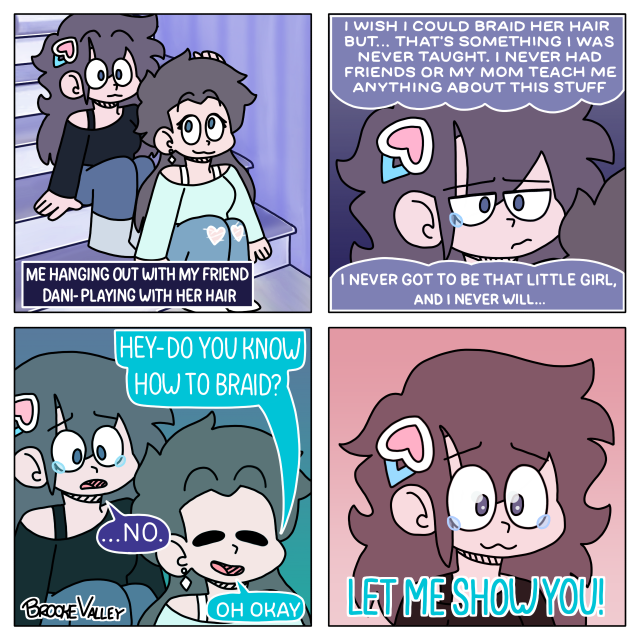 ME HANGING OUT WITH MY FRIEND
DANI- PLAYING WITH HER HAIR
I WISH I COULD BRAID HER HAIR
BUT... THAT'S SOMETHING I WAS
NEVER TAUGHT. I NEVER HAD
FRIENDS OR MY MOM TEACH ME
ANYTHING ABOUT THIS STUFF
I NEVER GOT TO BE THAT LITTLE GIRL,
AND I NEVER WILL...
HEY-DO YOU KNOW
HOW TO BRAID?
...NO.
OH OKAY
BROOKE VALLEY
LET ME SHOW YOU!